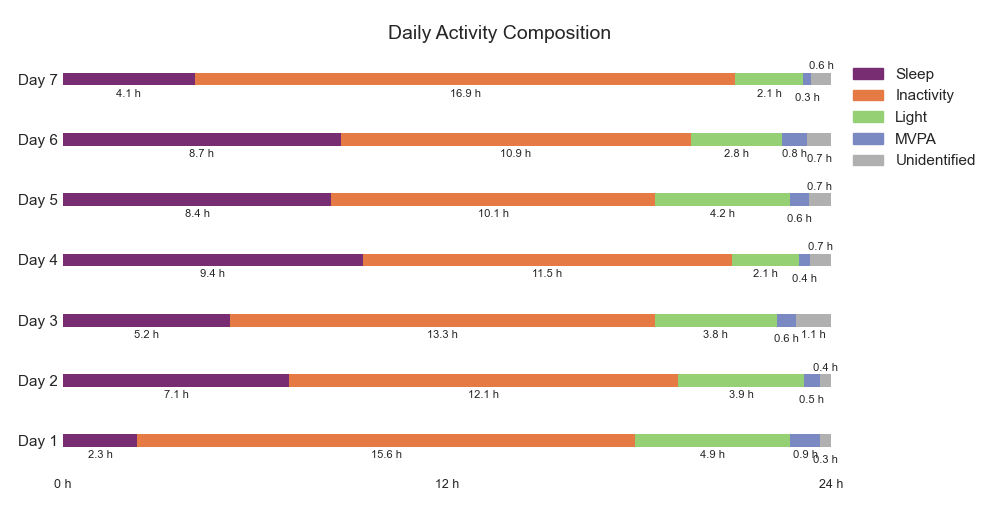 Daily Activity Composition
Day 7
0.6 h
4.1 h 16.9 h 2.1 h 0.3 h
Day 6
8.7 h 10.9 h 2.8 h 0.8 h 0.7 h
Day 5
0.7 h
8.4 h 10.1 h 4.2 h 0.6 h
Day 4
0.7 h
9.4 h 11.5 h 2.1 h 0.4 h
Day 3
5.2 h 13.3 h 3.8 h 0.6 h 1.1 h
Day 2
0.4 h
7.1 h 12.1 h 3.9 h 0.5 h
Day 1
2.3 h 15.6 h 4.9 h 0.9 h 0.3 h
0 h 12 h 24 h
Sleep
Inactivity
Light
MVPA
Unidentified